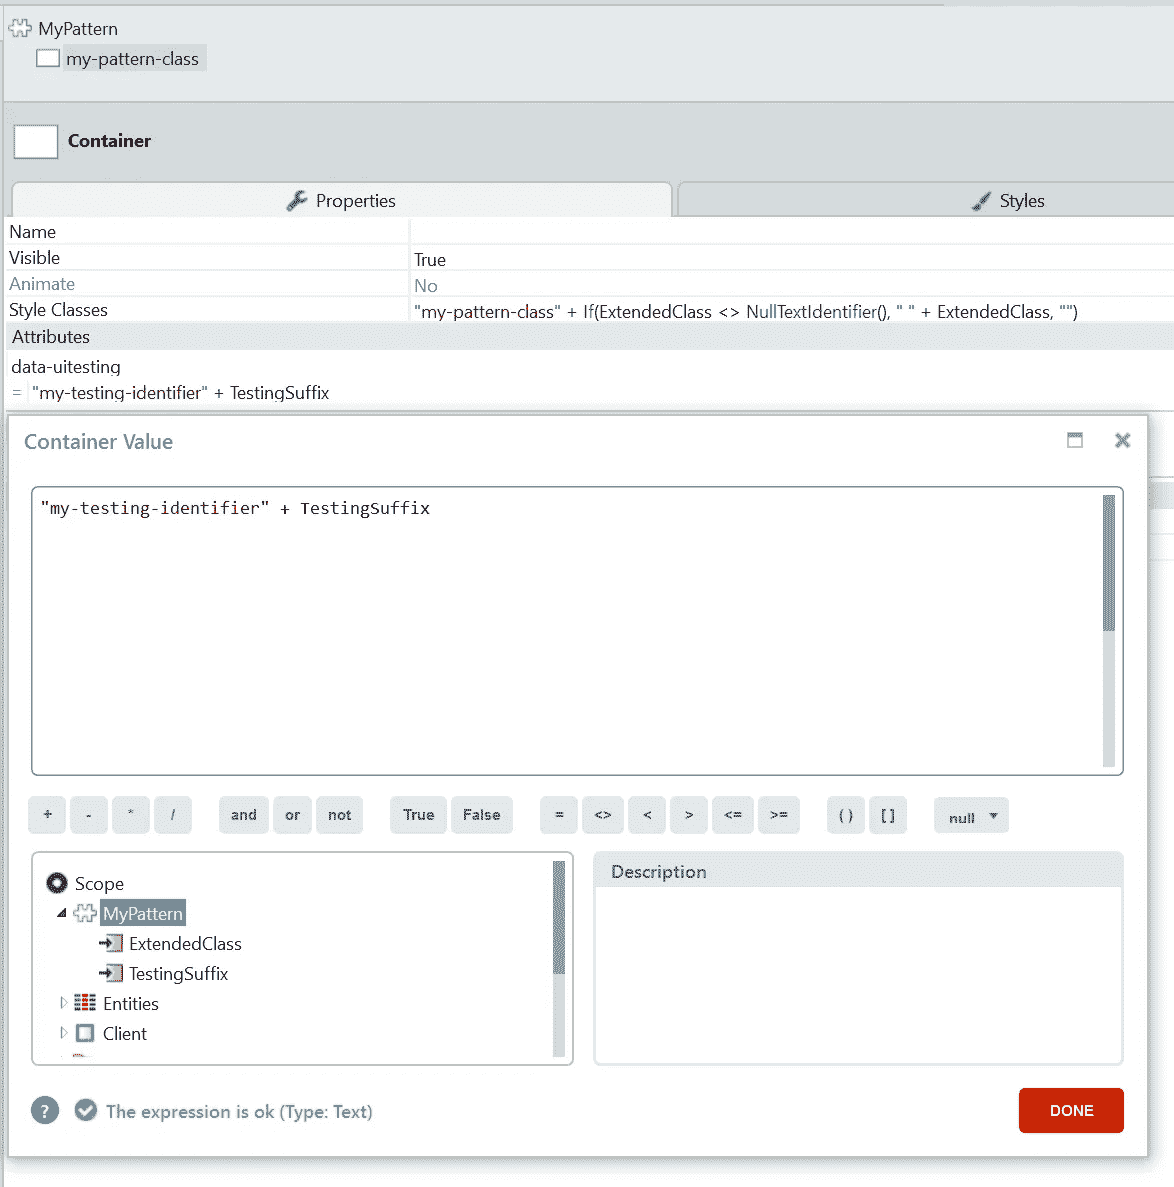 MyPattern
my-pattern-class
Container
Properties
Styles
Name
Visible
True
Animate
No
Style Classes
"my-pattern-class" + If(ExtendedClass <> NullTextIdentifier(), " " + ExtendedClass, "")
Attributes
data-uitesting
= "my-testing-identifier" + TestingSuffix
Container Value
"my-testing-identifier" + TestingSuffix
+ - * / and or not True False = <> < > <= >= ( ) [ ] null
Scope
MyPattern
ExtendedClass
TestingSuffix
Entities
Client
Description
? The expression is ok (Type: Text)
DONE